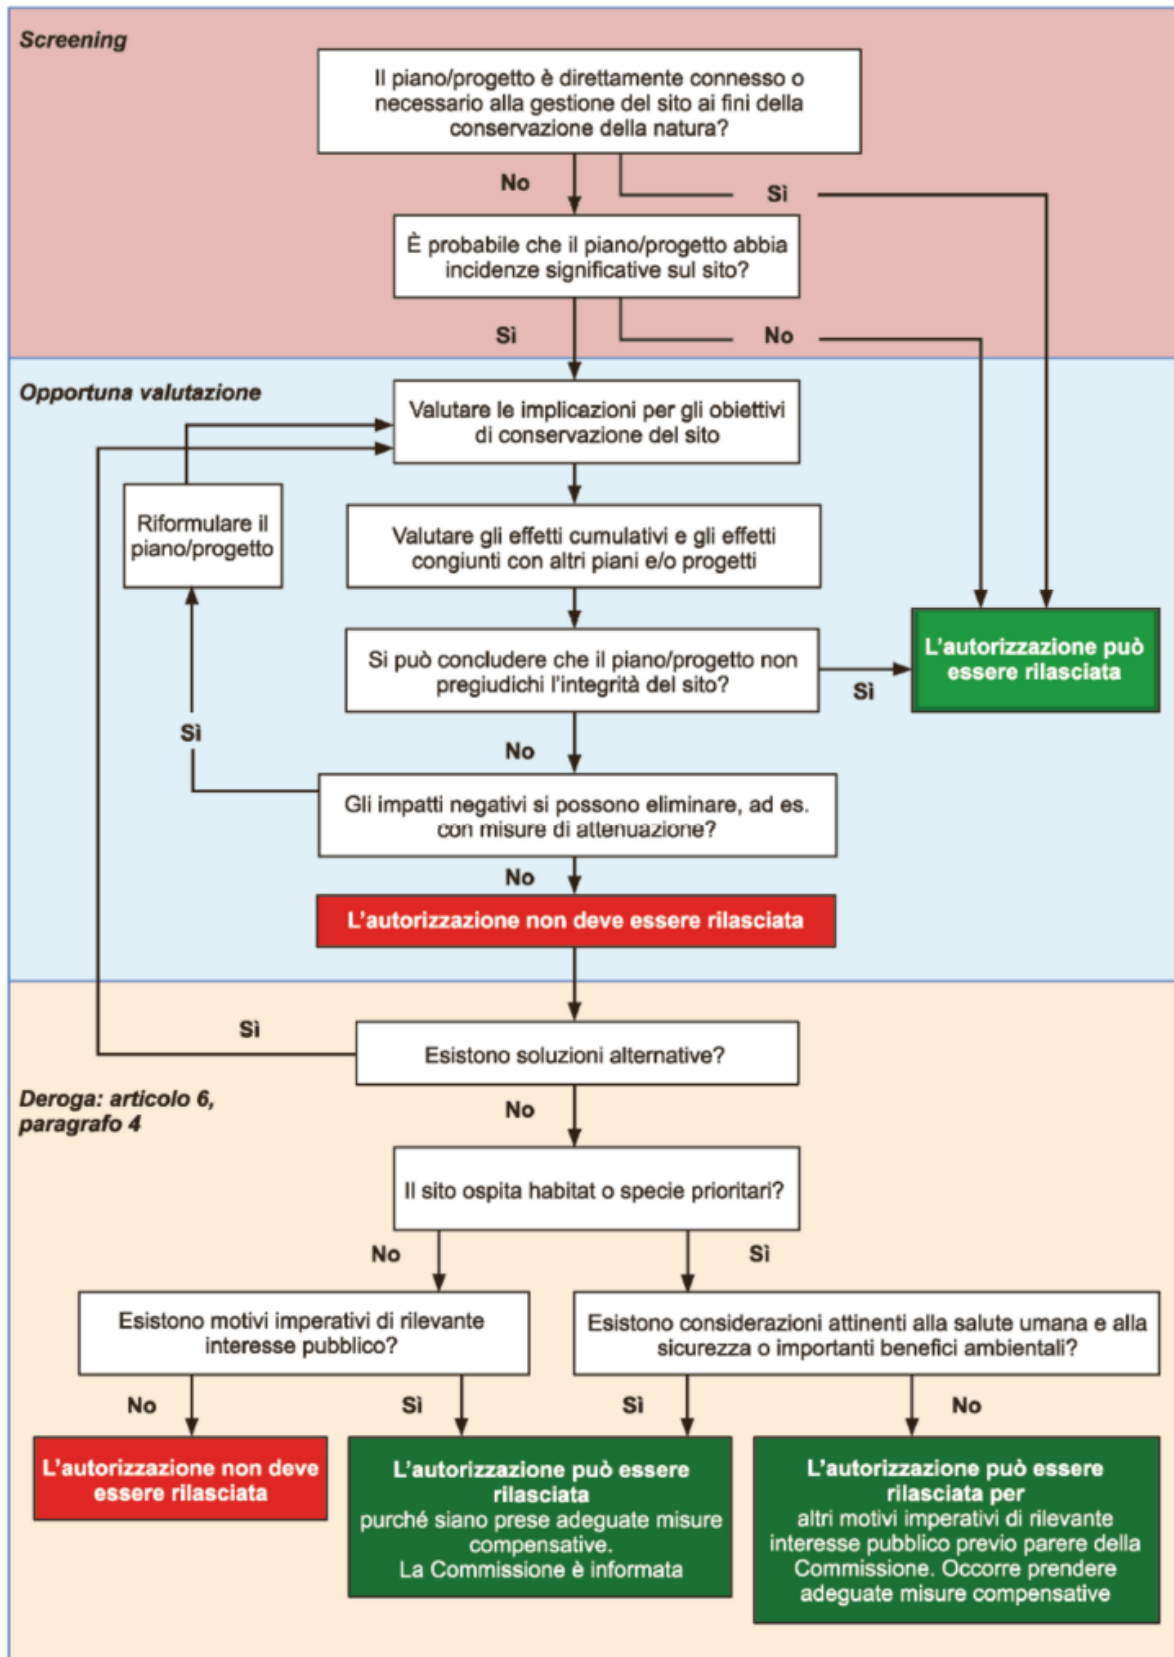 Screening
Il piano/progetto è direttamente connesso o
necessario alla gestione del sito ai fini della
conservazione della natura?
No
Sì
È probabile che il piano/progetto abbia
incidenze significative sul sito?
Sì
No
Opportuna valutazione
Valutare le implicazioni per gli obiettivi
di conservazione del sito
Riformulare il
piano/progetto
Valutare gli effetti cumulativi e gli effetti
congiunti con altri piani e/o progetti
Si può concludere che il piano/progetto non
pregiudichi l'integrità del sito?
Sì
L'autorizzazione può
essere rilasciata
Sì
No
Gli impatti negativi si possono eliminare, ad es.
con misure di attenuazione?
No
L'autorizzazione non deve essere rilasciata
Sì
Esistono soluzioni alternative?
Deroga: articolo 6,
paragrafo 4
No
Il sito ospita habitat o specie prioritari?
No
Sì
Esistono motivi imperativi di rilevante
interesse pubblico?
Esistono considerazioni attinenti alla salute umana e alla
sicurezza o importanti benefici ambientali?
No
Sì
Sì
No
L'autorizzazione non deve
essere rilasciata
L'autorizzazione può essere
rilasciata
purché siano prese adeguate misure
compensative.
La Commissione è informata
L'autorizzazione può essere
rilasciata per
altri motivi imperativi di rilevante
interesse pubblico previo parere della
Commissione. Occorre prendere
adeguate misure compensative